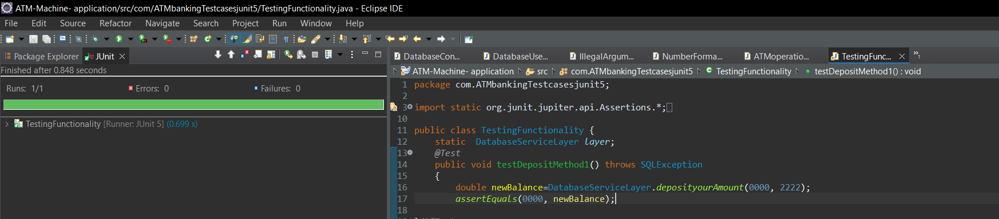 ATM-Machine- application/src/com/ATMbankingTestcasesjunit5/TestingFunctionality.java - Eclipse IDE
File Edit Source Refactor Navigate Search Project Run Window Help
Package Explorer JUnit
Finished after 0.848 seconds
Runs: 1/1 Errors: 0 Failures: 0
TestingFunctionality [Runner: JUnit 5] (0.699 s)
DatabaseCon... DatabaseUse... IllegalArgum... NumberForma... ATMoperatio... TestingFunc... »1
ATM-Machine- application src com.ATMbankingTestcasesjunit5 TestingFunctionality testDepositMethod1() : void
1 package com.ATMbankingTestcasesjunit5;
2
3 import static org.junit.jupiter.api.Assertions.*;
10
11 public class TestingFunctionality {
12 static DatabaseServiceLayer layer;
13 @Test
14 public void testDepositMethod1() throws SQLException
15 {
16 double newBalance=DatabaseServiceLayer.deposityourAmount(0000, 2222);
17 assertEquals(0000, newBalance);
18